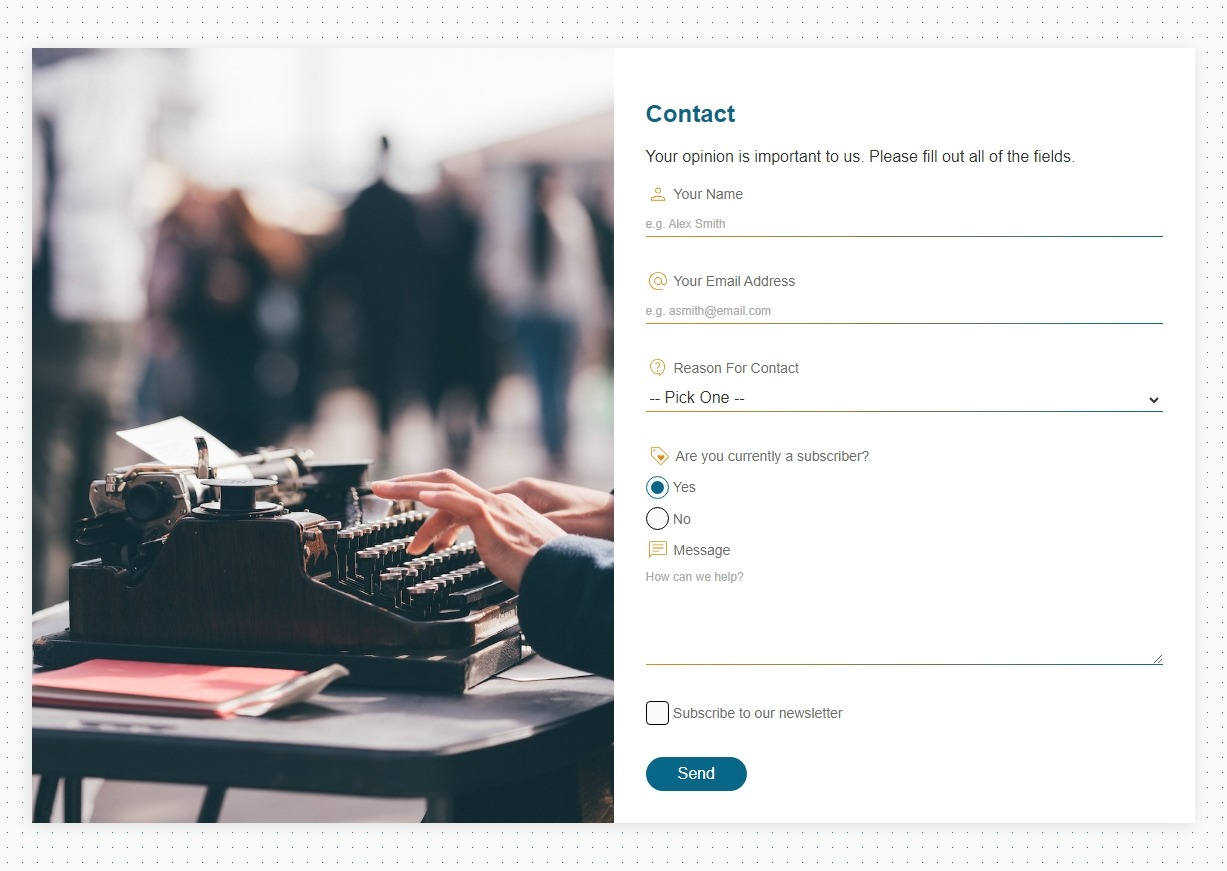 Contact
Your opinion is important to us. Please fill out all of the fields.
Your Name
e.g. Alex Smith
Your Email Address
e.g. asmith@email.com
Reason For Contact
-- Pick One --
Are you currently a subscriber?
Yes
No
Message
How can we help?
Subscribe to our newsletter
Send